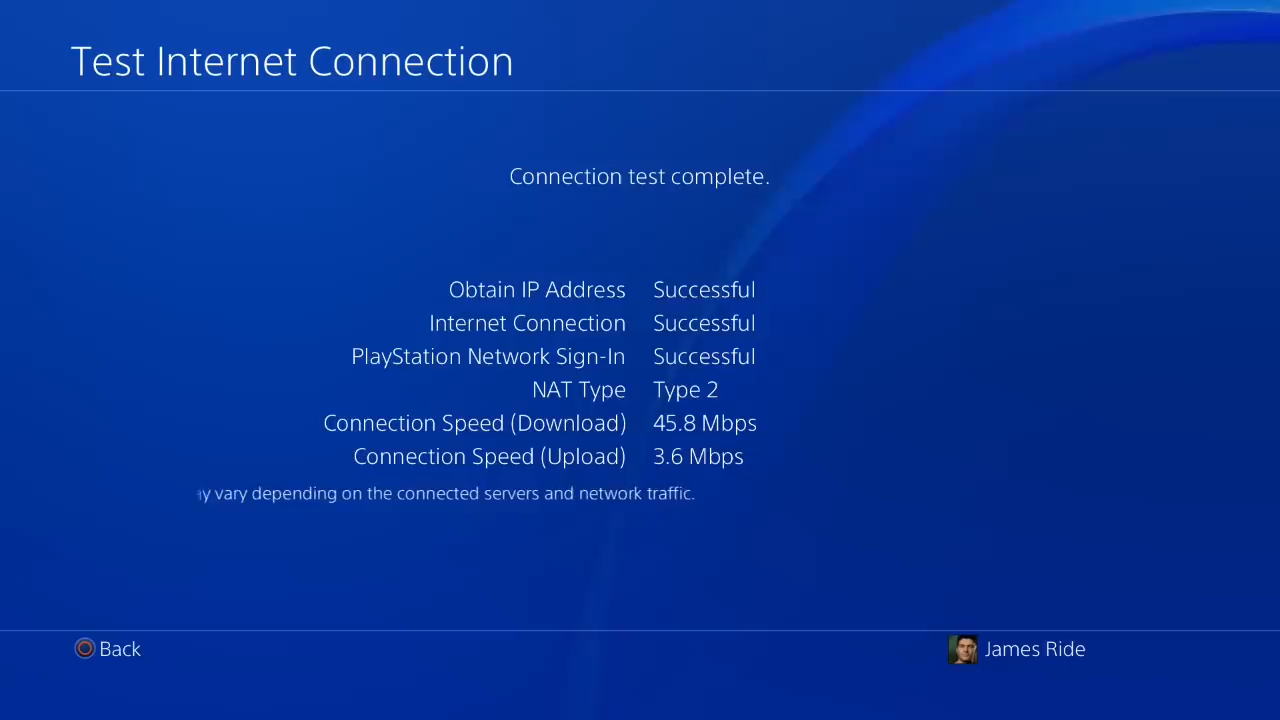 Test Internet Connection
Connection test complete.
Obtain IP Address Successful
Internet Connection Successful
PlayStation Network Sign-In Successful
NAT Type Type 2
Connection Speed (Download) 45.8 Mbps
Connection Speed (Upload) 3.6 Mbps
vary depending on the connected servers and network traffic.
Back James Ride